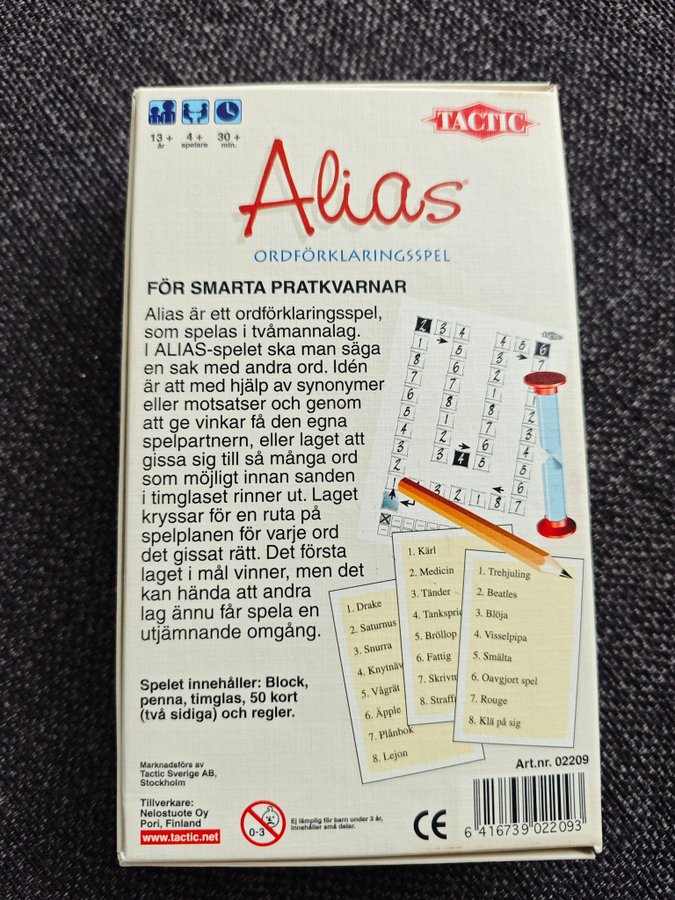 13 +
år
4 +
spelare
30 +
min.
TACTIC
Alias
ORDFÖRKLARINGSSPEL
FÖR SMARTA PRATKVARNAR
Alias är ett ordförklaringsspel,
som spelas i tvåmannalag.
I ALIAS-spelet ska man säga
en sak med andra ord. Idén
är att med hjälp av synonymer
eller motsatser och genom
att ge vinkar få den egna
spelpartnern, eller laget att
gissa sig till så många ord
som möjligt innan sanden
i timglaset rinner ut. Laget
kryssar för en ruta på
spelplanen för varje ord
det gissat rätt. Det första
laget i mål vinner, men det
kan hända att andra
lag ännu får spela en
utjämnande omgång.
1. Drake
2. Saturnus
3. Snurra
4. Knytnäv
5. Vågrät
6. Äpple
7. Plånbok
8. Lejon
1. Kärl
2. Medicin
3. Tänder
4. Tankspri
5. Bröllop
6. Fattig
7. Skrivm
8. Straffa
1. Trehjuling
2. Beatles
3. Blöja
4. Visselpipa
5. Smälta
6. Oavgjort spel
7. Rouge
8. Klä på sig
Spelet innehåller: Block,
penna, timglas, 50 kort
(två sidiga) och regler.
Marknadsförs av
Tactic Sverige AB,
Stockholm
Tillverkare:
Nelostuote Oy
Pori, Finland
www.tactic.net
0-3
Ej lämplig för barn under 3 år,
innehåller små delar.
CE
Art.nr. 02209
6 416739 022093